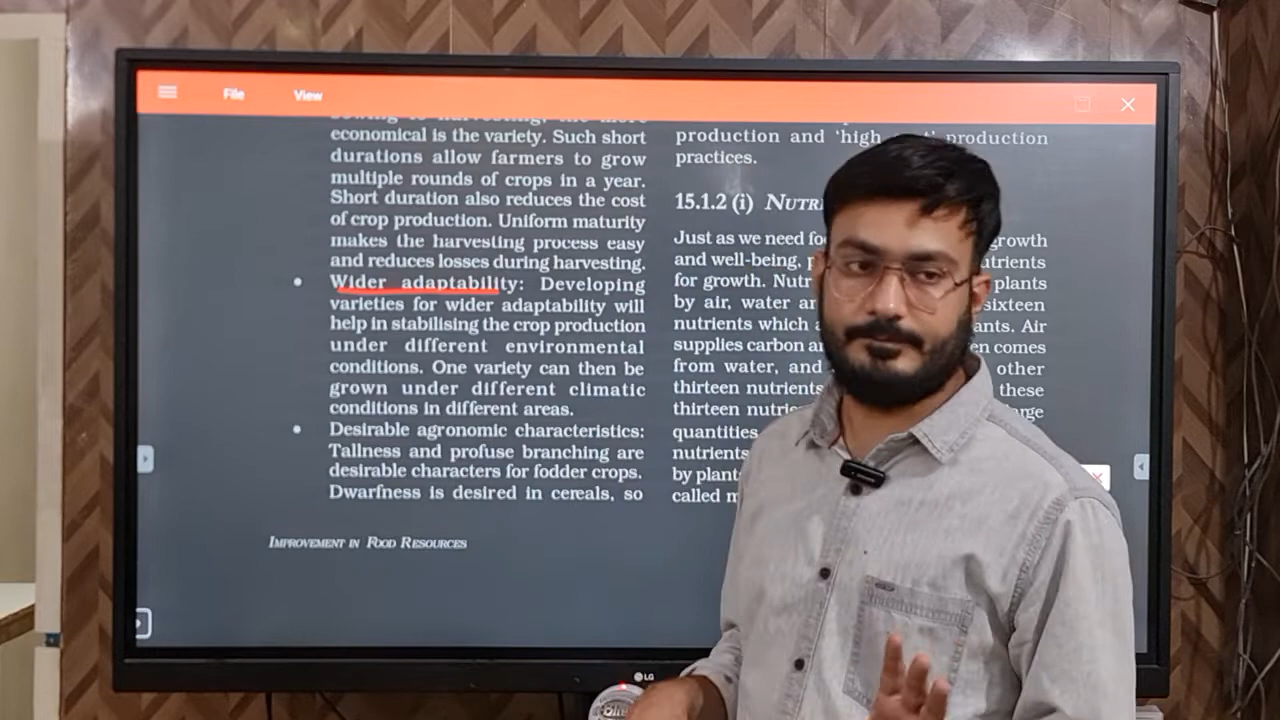 File
View
economical is the variety. Such short
durations allow farmers to grow
multiple rounds of crops in a year.
Short duration also reduces the cost
of crop production. Uniform maturity
makes the harvesting process easy
and reduces losses during harvesting.
• Wider adaptability: Developing
varieties for wider adaptability will
help in stabilising the crop production
under different environmental
conditions. One variety can then be
grown under different climatic
conditions in different areas.
• Desirable agronomic characteristics:
Tallness and profuse branching are
desirable characters for fodder crops.
Dwarfness is desired in cereals, so
IMPROVEMENT IN FOOD RESOURCES
production and 'high production
practices.
15.1.2 (i)
Just as we need growth
and well-being,
for growth. plants
by air, water sixteen
nutrients which
supplies carbon comes
from water, and other
thirteen nutrients these
thirteen
quantities
nutrients
by
called
LG